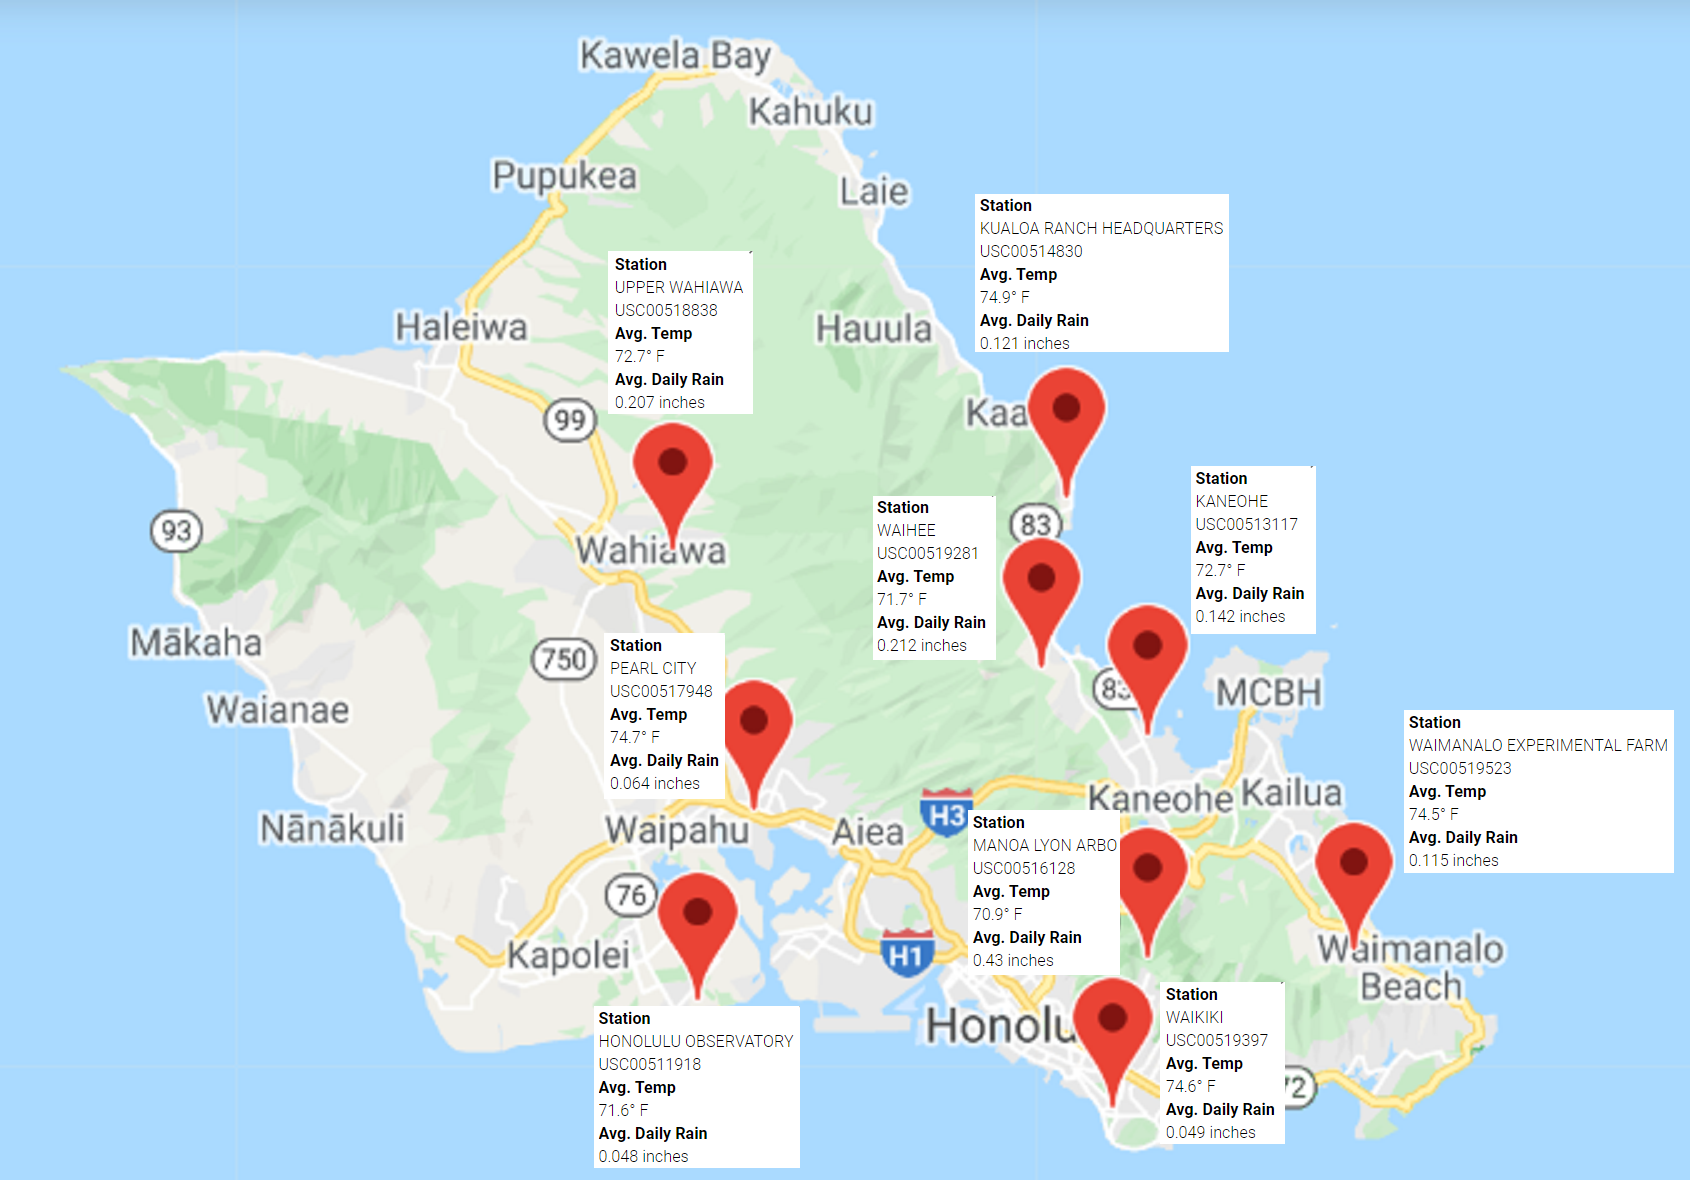 Kawela Bay
Kahuku
Pupukea
Laie
Station
KUALOA RANCH HEADQUARTERS
USC00514830
Avg. Temp
74.9° F
Avg. Daily Rain
0.121 inches
Station
UPPER WAHIAWA
USC00518838
Avg. Temp
72.7° F
Avg. Daily Rain
0.207 inches
Haleiwa
Hauula
99
Kaa
Station
KANEOHE
USC00513117
Avg. Temp
72.7° F
Avg. Daily Rain
0.142 inches
Station
WAIHEE
USC00519281
Avg. Temp
71.7° F
Avg. Daily Rain
0.212 inches
83
93
Wahiawa
Mākaha
750
Station
PEARL CITY
USC00517948
Avg. Temp
74.7° F
Avg. Daily Rain
0.064 inches
83
MCBH
Waianae
Station
WAIMANALO EXPERIMENTAL FARM
USC00519523
Avg. Temp
74.5° F
Avg. Daily Rain
0.115 inches
Kaneohe
Kailua
H3
Nānākuli
Waipahu
Aiea
Station
MANOA LYON ARBO
USC00516128
Avg. Temp
70.9° F
Avg. Daily Rain
0.43 inches
76
Kapolei
H1
Waimanalo
Beach
Honolu
Station
WAIKIKI
USC00519397
Avg. Temp
74.6° F
Avg. Daily Rain
0.049 inches
72
Station
HONOLULU OBSERVATORY
USC00511918
Avg. Temp
71.6° F
Avg. Daily Rain
0.048 inches